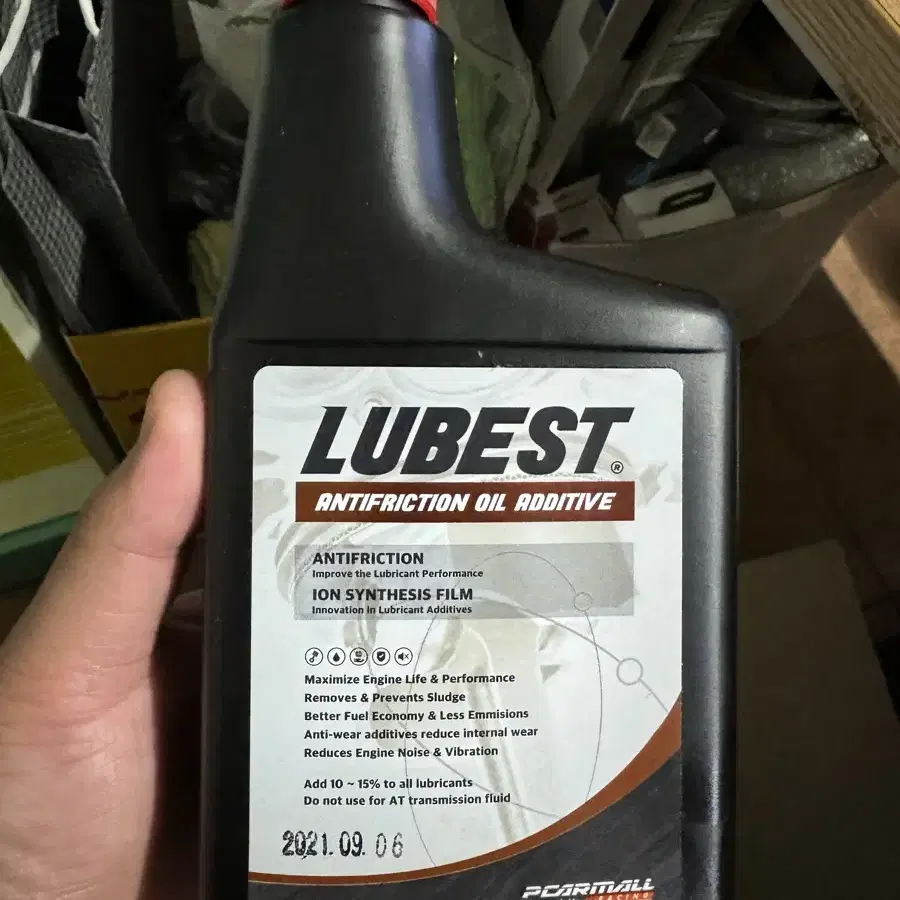 LUBEST®
ANTIFRICTION OIL ADDITIVE
ANTIFRICTION
Improve the Lubricant Performance
ION SYNTHESIS FILM
Innovation in Lubricant Additives
Maximize Engine Life & Performance
Removes & Prevents Sludge
Better Fuel Economy & Less Emmisions
Anti-wear additives reduce internal wear
Reduces Engine Noise & Vibration
Add 10 ~ 15% to all lubricants
Do not use for AT transmission fluid
2021.09.06
PCARMALL
RACING